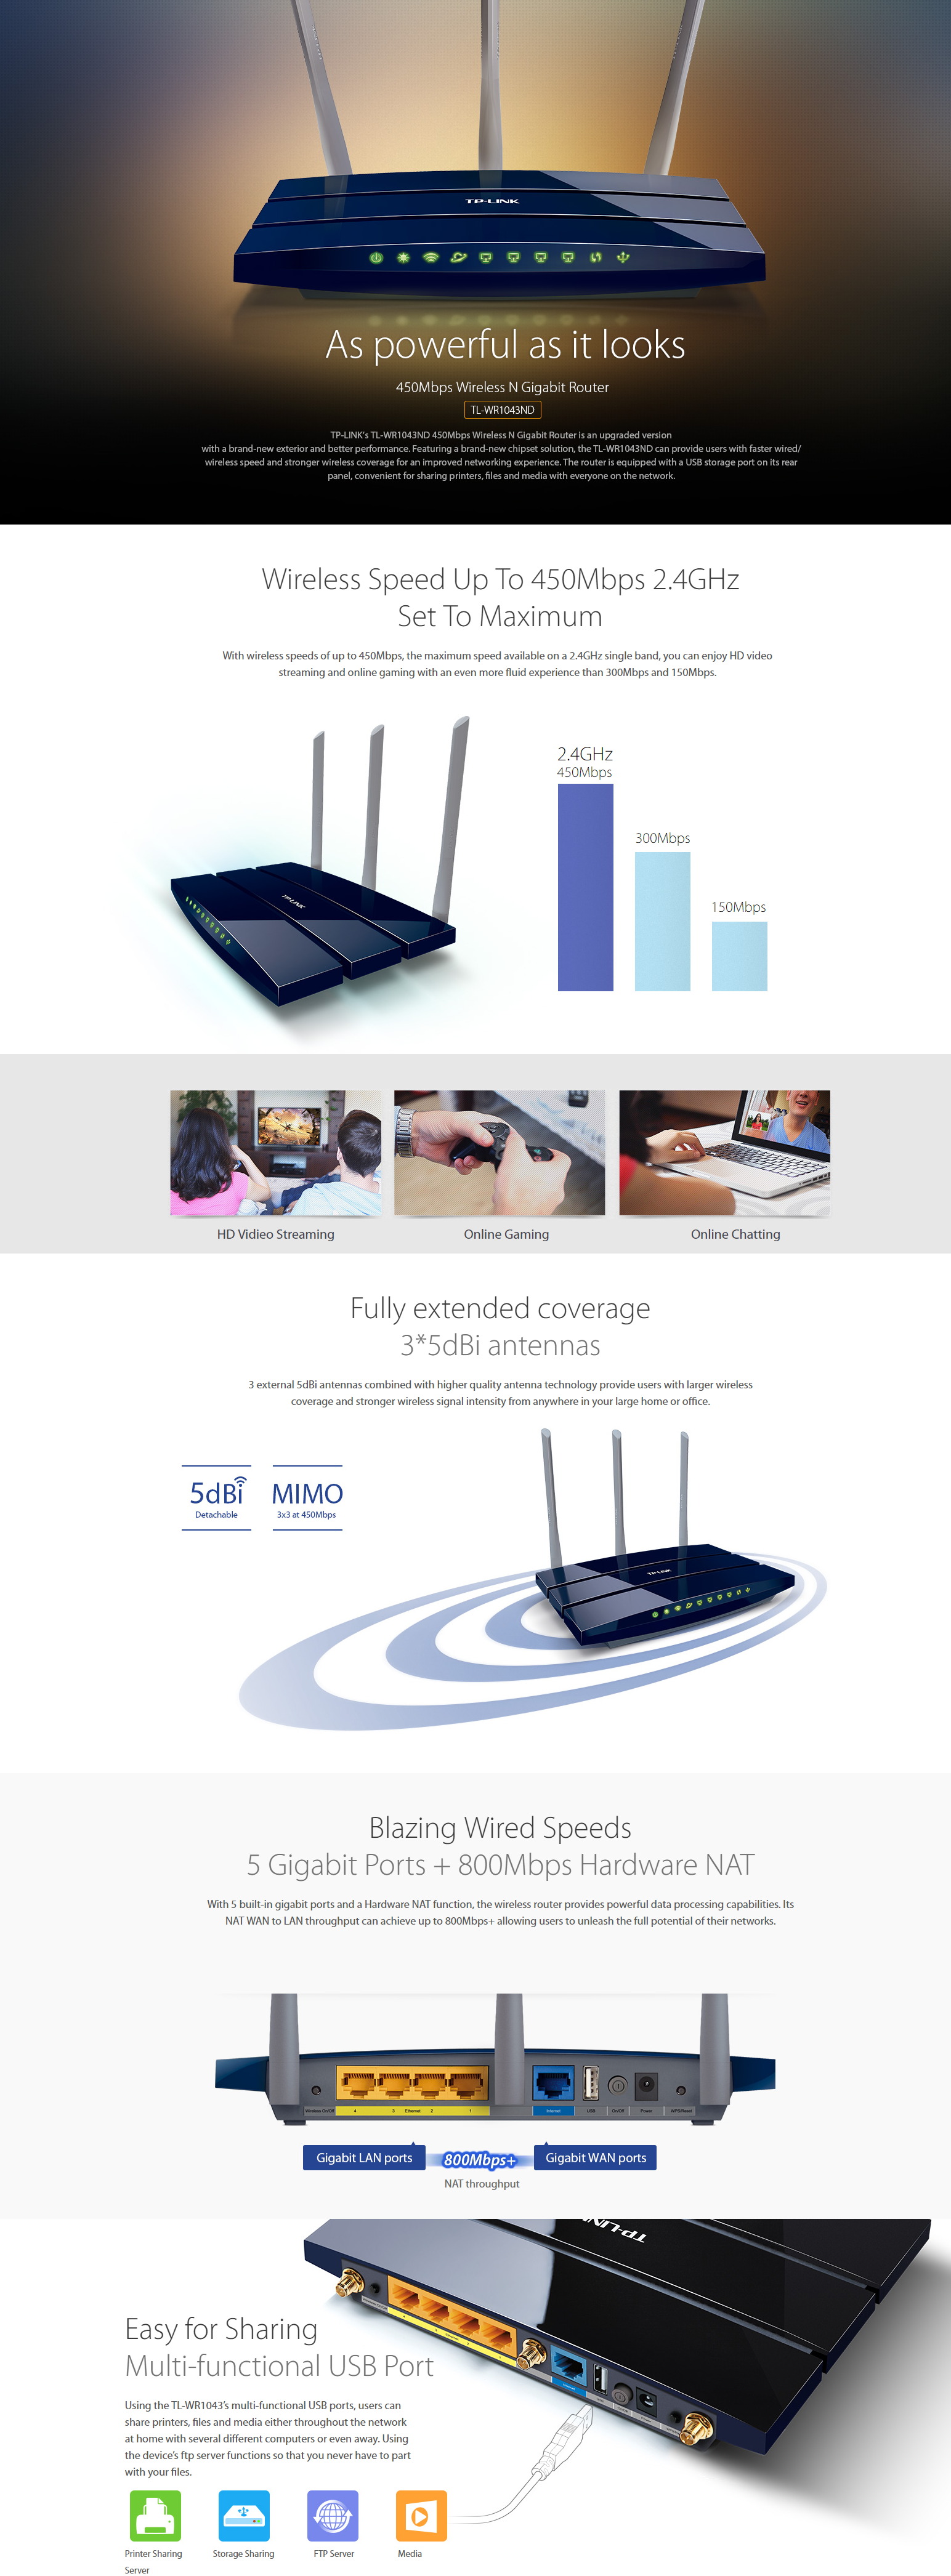 TP-LINK
As powerful as it looks
450Mbps Wireless N Gigabit Router
TL-WR1043ND
TP-LINK's TL-WR1043ND 450Mbps Wireless N Gigabit Router is an upgraded version
with a brand-new exterior and better performance. Featuring a brand-new chipset solution, the TL-WR1043ND can provide users with faster wired/
wireless speed and stronger wireless coverage for an improved networking experience. The router is equipped with a USB storage port on its rear
panel, convenient for sharing printers, files and media with everyone on the network.
Wireless Speed Up To 450Mbps 2.4GHz
Set To Maximum
With wireless speeds of up to 450Mbps, the maximum speed available on a 2.4GHz single band, you can enjoy HD video
streaming and online gaming with an even more fluid experience than 300Mbps and 150Mbps.
TP-LINK
2.4GHz
450Mbps
300Mbps
150Mbps
HD Video Streaming
Online Gaming
Online Chatting
Fully extended coverage
3*5dBi antennas
3 external 5dBi antennas combined with higher quality antenna technology provide users with larger wireless
coverage and stronger wireless signal intensity from anywhere in your large home or office.
5dBi
Detachable
MIMO
3x3 at 450Mbps
TP-LINK
Blazing Wired Speeds
5 Gigabit Ports + 800Mbps Hardware NAT
With 5 built-in gigabit ports and a Hardware NAT function, the wireless router provides powerful data processing capabilities. Its
NAT WAN to LAN throughput can achieve up to 800Mbps+ allowing users to unleash the full potential of their networks.
Wireless On/Off 4 3 Ethernet 2 1 Internet USB On/Off Power WPS/Reset
Gigabit LAN ports
800Mbps+
Gigabit WAN ports
NAT throughput
TP-LINK
Easy for Sharing
Multi-functional USB Port
Using the TL-WR1043's multi-functional USB ports, users can
share printers, files and media either throughout the network
at home with several different computers or even away. Using
the device's ftp server functions so that you never have to part
with your files.
Printer Sharing
Server
Storage Sharing
FTP Server
Media